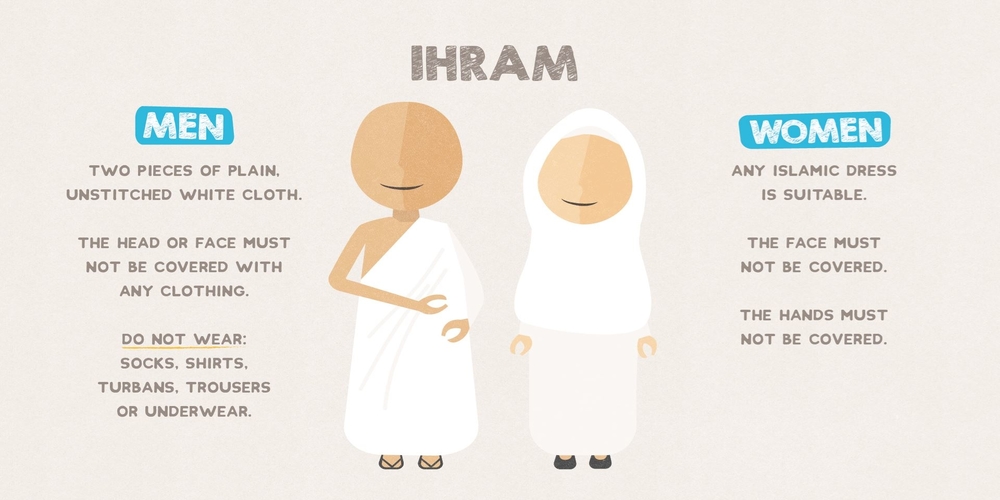 IHRAM
MEN
TWO PIECES OF PLAIN,
UNSTITCHED WHITE CLOTH.
THE HEAD OR FACE MUST
NOT BE COVERED WITH
ANY CLOTHING.
DO NOT WEAR:
SOCKS, SHIRTS,
TURBANS, TROUSERS
OR UNDERWEAR.
WOMEN
ANY ISLAMIC DRESS
IS SUITABLE.
THE FACE MUST
NOT BE COVERED.
THE HANDS MUST
NOT BE COVERED.